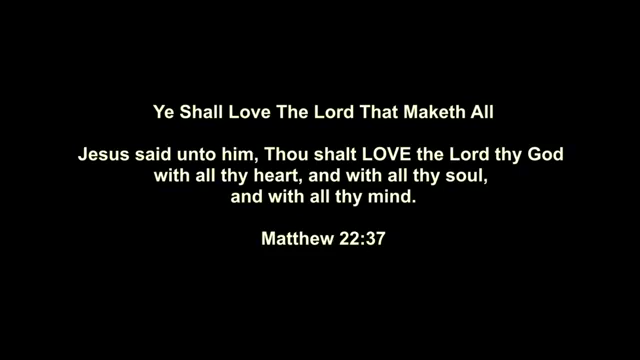 Ye Shall Love The Lord That Maketh All
Jesus said unto him, Thou shalt LOVE the Lord thy God
with all thy heart, and with all thy soul,
and with all thy mind.
Matthew 22:37